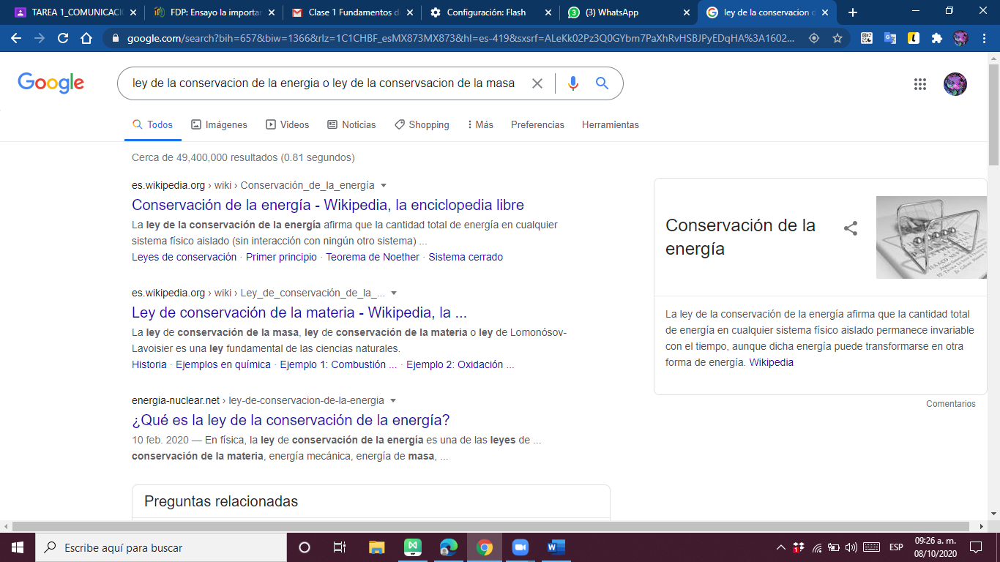 TAREA 1_COMUNICACI
FDP: Ensayo la importan
Clase 1 Fundamentos d
Configuración: Flash
(3) WhatsApp
ley de la conservacion d
google.com/search?bih=657&biw=1366&rlz=1C1CHBF_esMX873MX873&hl=es-419&sxsrf=ALeKk02Pz3Q0GYbm7PaXhRvHSBJPyEDqHA%3A1602...
Google
ley de la conservacion de la energia o ley de la conservsacion de la masa
Todos
Imágenes
Videos
Noticias
Shopping
Más
Preferencias
Herramientas
Cerca de 49,400,000 resultados (0.81 segundos)
es.wikipedia.org › wiki › Conservación_de_la_energía
Conservación de la energía - Wikipedia, la enciclopedia libre
La ley de la conservación de la energía afirma que la cantidad total de energía en cualquier
sistema físico aislado (sin interacción con ningún otro sistema) ...
Leyes de conservación · Primer principio · Teorema de Noether · Sistema cerrado
es.wikipedia.org › wiki › Ley_de_conservación_de_la_...
Ley de conservación de la materia - Wikipedia, la ...
La ley de conservación de la masa, ley de conservación de la materia o ley de Lomonósov-
Lavoisier es una ley fundamental de las ciencias naturales.
Historia · Ejemplos en química · Ejemplo 1: Combustión ... · Ejemplo 2: Oxidación ...
energia-nuclear.net › ley-de-conservacion-de-la-energia
¿Qué es la ley de la conservación de la energía?
10 feb. 2020 — En física, la ley de conservación de la energía es una de las leyes de ...
conservación de la materia, energía mecánica, energía de masa, ...
Preguntas relacionadas
Conservación de la
energía
La ley de la conservación de la energía afirma que la cantidad total
de energía en cualquier sistema físico aislado permanece invariable
con el tiempo, aunque dicha energía puede transformarse en otra
forma de energía. Wikipedia
Comentarios
Escribe aquí para buscar
ESP
09:26 a. m.
08/10/2020